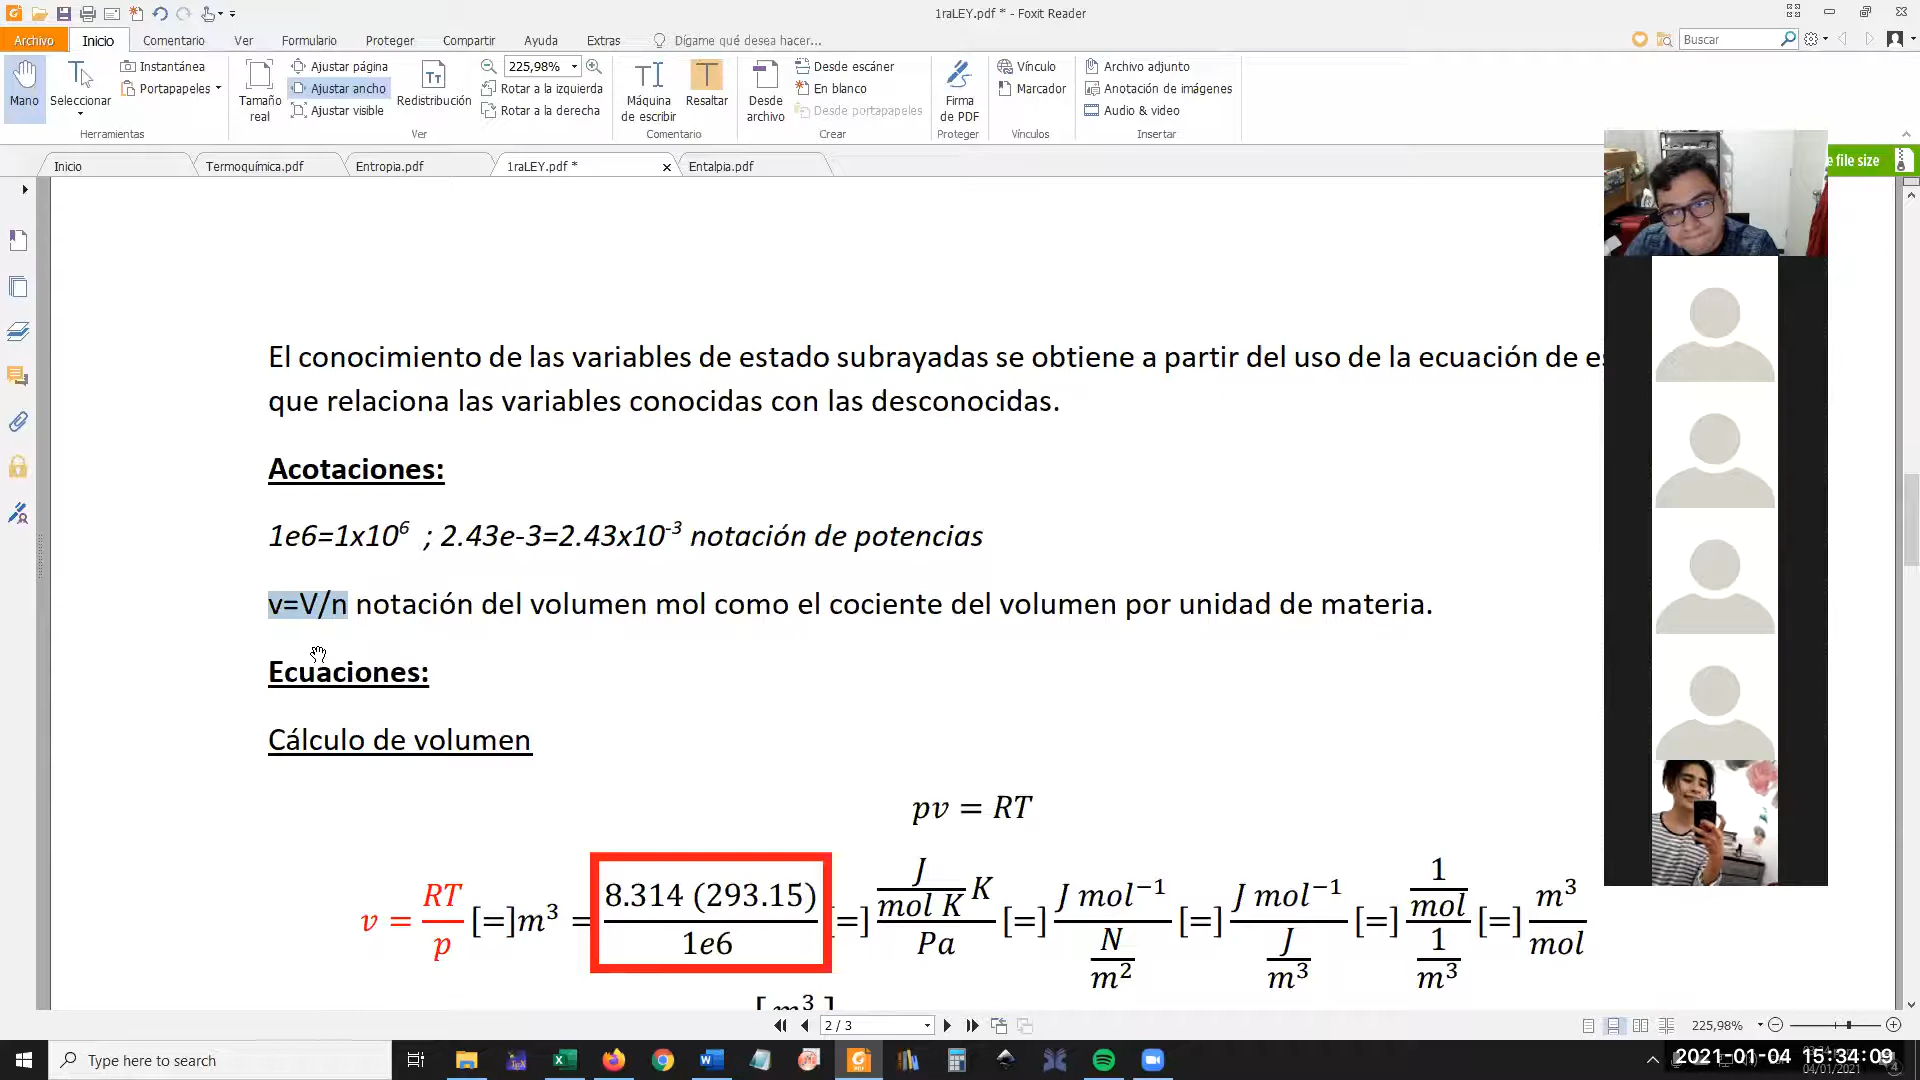 1raLEY.pdf * - Foxit Reader
Archivo Inicio Comentario Ver Formulario Proteger Compartir Ayuda Extras Dígame qué desea hacer... Buscar
Mano Seleccionar Instantánea Portapapeles Herramientas
Tamaño real Ajustar página Ajustar ancho Ajustar visible Redistribución 225,98% Rotar a la izquierda Rotar a la derecha Ver
Máquina de escribir Resaltar Comentario
Desde archivo Desde escáner En blanco Desde portapapeles Crear
Firma de PDF Proteger
Vínculo Marcador Vínculos
Archivo adjunto Anotación de imágenes Audio & video Insertar
Inicio Termoquímica.pdf Entropia.pdf 1raLEY.pdf * Entalpia.pdf
e file size
El conocimiento de las variables de estado subrayadas se obtiene a partir del uso de la ecuación de es
que relaciona las variables conocidas con las desconocidas.
Acotaciones:
1e6=1x10⁶ ; 2.43e-3=2.43x10⁻³ notación de potencias
v=V/n notación del volumen mol como el cociente del volumen por unidad de materia.
Ecuaciones:
Cálculo de volumen
pv = RT
v = RT/p [=]m³ = 8.314 (293.15)/1e6 [=] (J/(mol K) K)/Pa [=] (J mol⁻¹)/(N/m²) [=] (J mol⁻¹)/(J/m³) [=] (1/mol)/(1/m³) [=] m³/mol
[m³]
2 / 3
225,98%
Type here to search
2021-01-04 15:34:09
04/01/2021